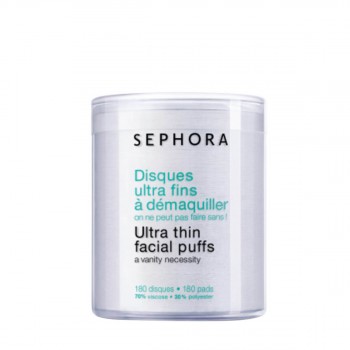 SEPHORA
Disques
ultra fins
à démaquiller
on ne peut pas faire sans !
Ultra thin
facial puffs
a vanity necessity
180 disques • 180 pads
70% viscose • 30% polyester